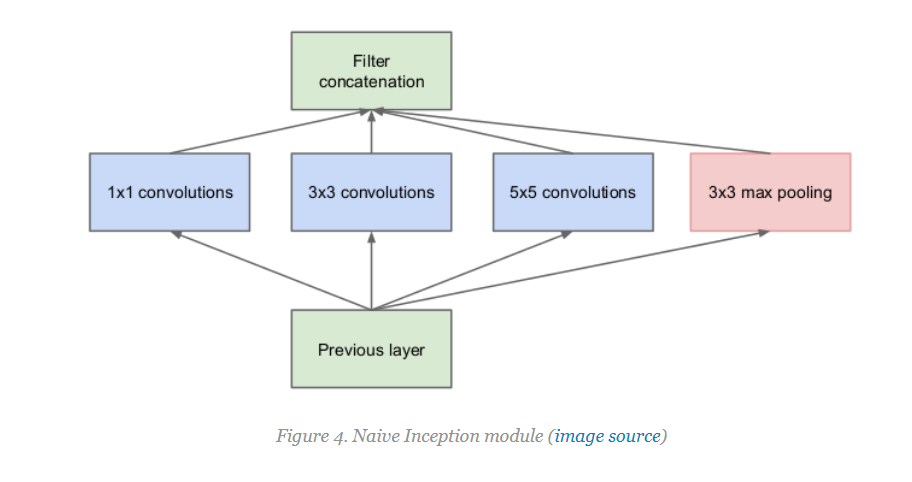 Filter
concatenation
1x1 convolutions
3x3 convolutions
5x5 convolutions
3x3 max pooling
Previous layer
Figure 4. Naive Inception module (image source)